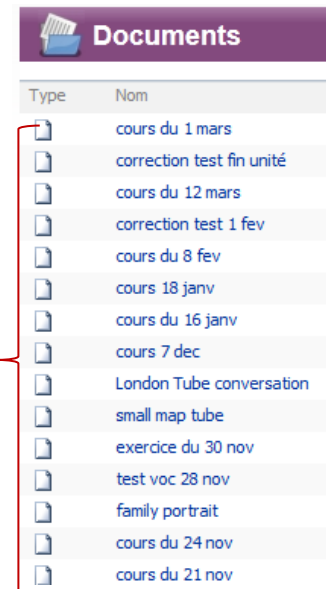 Documents
Type Nom
cours du 1 mars
correction test fin unité
cours du 12 mars
correction test 1 fev
cours du 8 fev
cours 18 janv
cours du 16 janv
cours 7 dec
London Tube conversation
small map tube
exercice du 30 nov
test voc 28 nov
family portrait
cours du 24 nov
cours du 21 nov